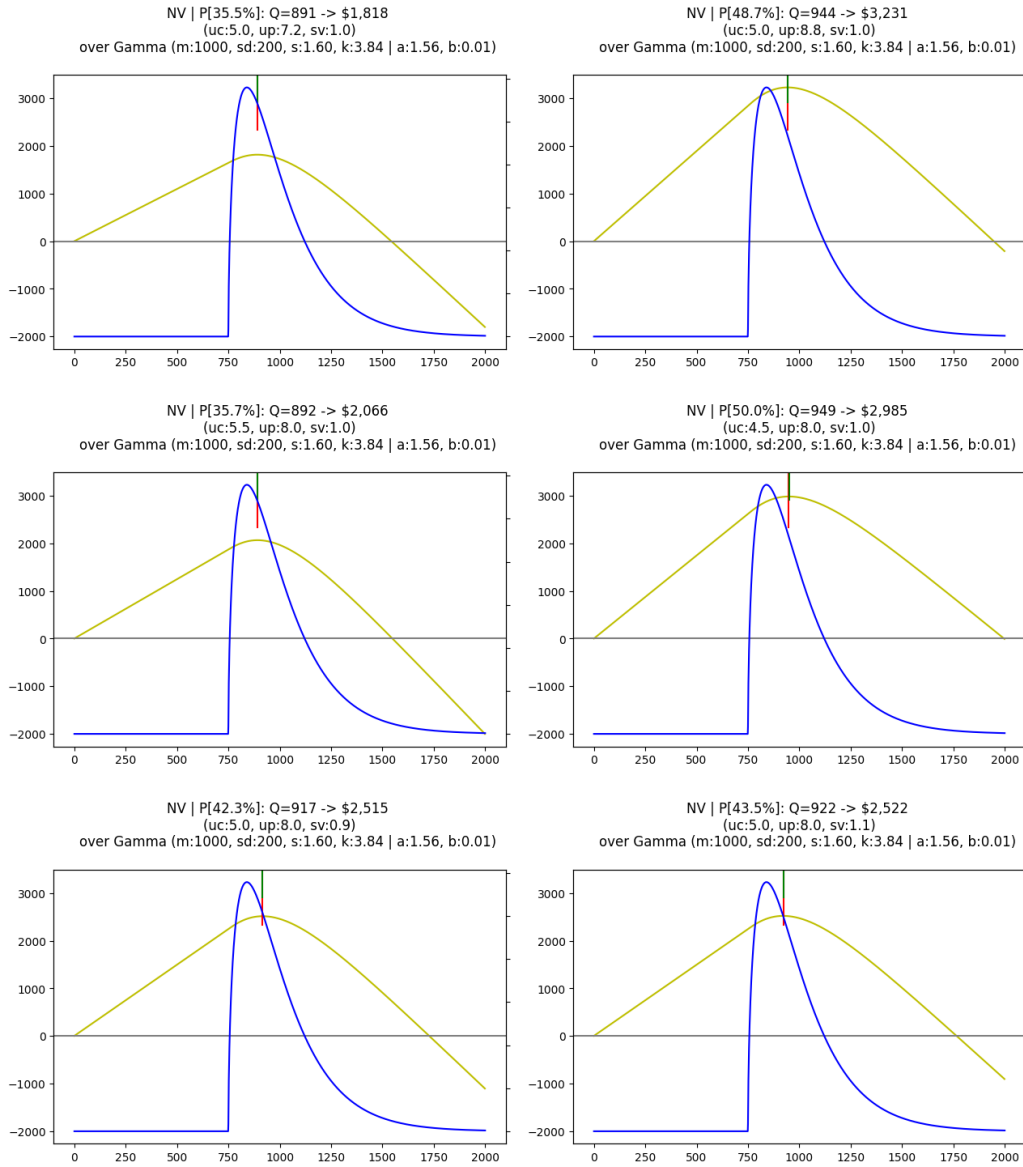 NV | P[35.5%]: Q=891 -> $1,818
(uc:5.0, up:7.2, sv:1.0)
over Gamma (m:1000, sd:200, s:1.60, k:3.84 | a:1.56, b:0.01)
3000
2000
1000
0
−1000
−2000
0 250 500 750 1000 1250 1500 1750 2000
NV | P[48.7%]: Q=944 -> $3,231
(uc:5.0, up:8.8, sv:1.0)
over Gamma (m:1000, sd:200, s:1.60, k:3.84 | a:1.56, b:0.01)
3000
2000
1000
0
−1000
−2000
0 250 500 750 1000 1250 1500 1750 2000
NV | P[35.7%]: Q=892 -> $2,066
(uc:5.5, up:8.0, sv:1.0)
over Gamma (m:1000, sd:200, s:1.60, k:3.84 | a:1.56, b:0.01)
3000
2000
1000
0
−1000
−2000
0 250 500 750 1000 1250 1500 1750 2000
NV | P[50.0%]: Q=949 -> $2,985
(uc:4.5, up:8.0, sv:1.0)
over Gamma (m:1000, sd:200, s:1.60, k:3.84 | a:1.56, b:0.01)
3000
2000
1000
0
−1000
−2000
0 250 500 750 1000 1250 1500 1750 2000
NV | P[42.3%]: Q=917 -> $2,515
(uc:5.0, up:8.0, sv:0.9)
over Gamma (m:1000, sd:200, s:1.60, k:3.84 | a:1.56, b:0.01)
3000
2000
1000
0
−1000
−2000
0 250 500 750 1000 1250 1500 1750 2000
NV | P[43.5%]: Q=922 -> $2,522
(uc:5.0, up:8.0, sv:1.1)
over Gamma (m:1000, sd:200, s:1.60, k:3.84 | a:1.56, b:0.01)
3000
2000
1000
0
−1000
−2000
0 250 500 750 1000 1250 1500 1750 2000